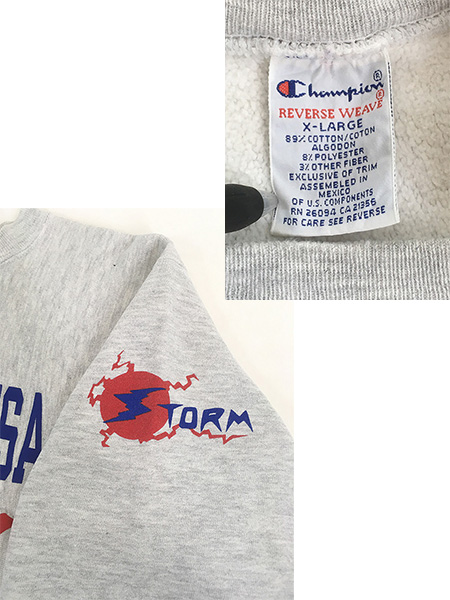 Champion®
REVERSE WEAVE®
X-LARGE
89% COTTON/COTON
ALGODON
8% POLYESTER
3% OTHER FIBER
EXCLUSIVE OF TRIM
ASSEMBLED IN
MEXICO
OF U.S. COMPONENTS
RN 26094 CA 21356
FOR CARE SEE REVERSE
STORM
SA